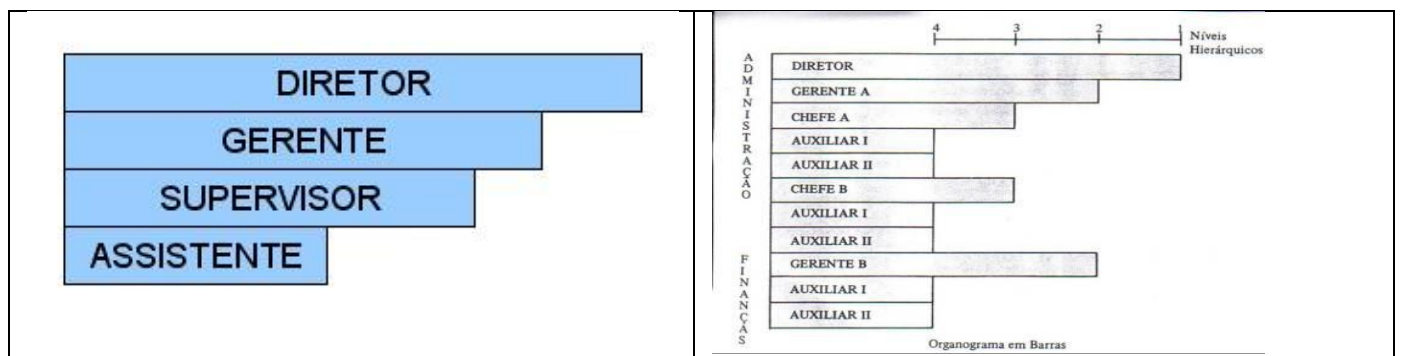 DIRETOR
GERENTE
SUPERVISOR
ASSISTENTE
4 3 2 1
Níveis
Hierárquicos
ADMINISTRAÇÃO
DIRETOR
GERENTE A
CHEFE A
AUXILIAR I
AUXILIAR II
CHEFE B
AUXILIAR I
AUXILIAR II
FINANÇAS
GERENTE B
AUXILIAR I
AUXILIAR II
Organograma em Barras